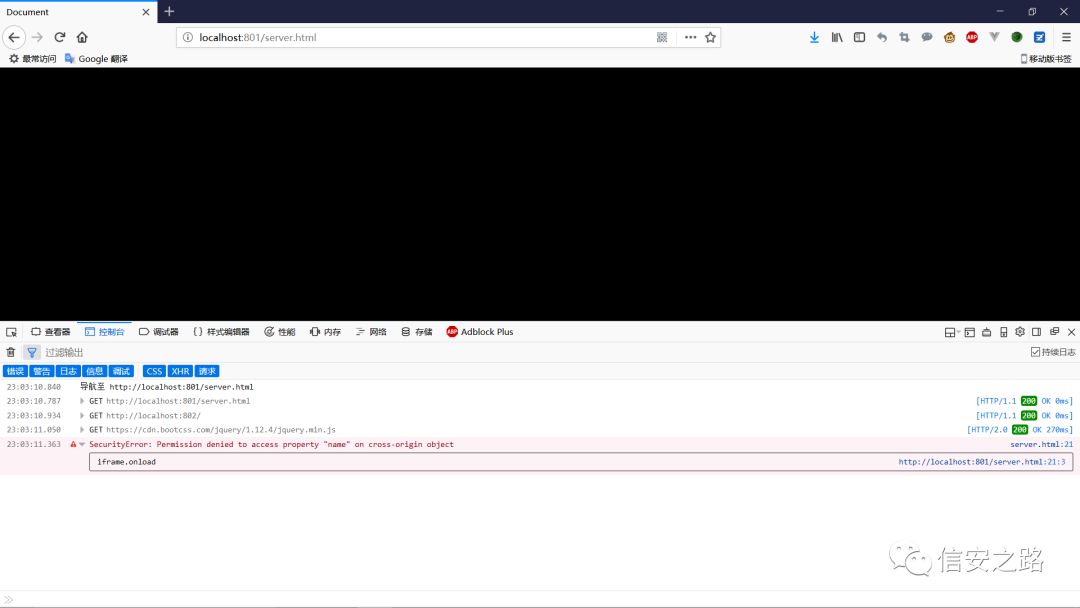 Document
localhost:801/server.html
最常访问 Google 翻译 移动版书签
查看器 控制台 调试器 样式编辑器 性能 内存 网络 存储 ABP Adblock Plus
过滤输出 持续日志
错误 警告 日志 信息 调试 CSS XHR 请求
23:03:10.840 导航至 http://localhost:801/server.html
23:03:10.787 GET http://localhost:801/server.html [HTTP/1.1 200 OK 0ms]
23:03:10.934 GET http://localhost:802/ [HTTP/1.1 200 OK 0ms]
23:03:11.050 GET https://cdn.bootcss.com/jquery/1.12.4/jquery.min.js [HTTP/2.0 200 OK 270ms]
23:03:11.363 SecurityError: Permission denied to access property "name" on cross-origin object server.html:21
iframe.onload http://localhost:801/server.html:21:3
信安之路